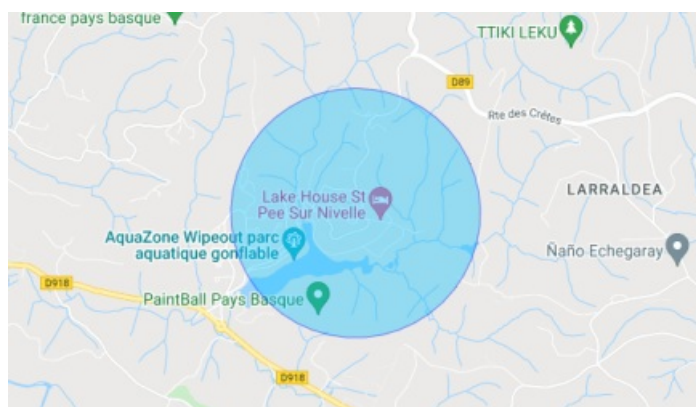 france pays basque
TTIKI LEKU
D89
Rte des Crêtes
Lake House St
Pee Sur Nivelle
LARRALDEA
AquaZone Wipeout parc
aquatique gonflable
Ñaño Echegaray
D918
PaintBall Pays Basque
D918